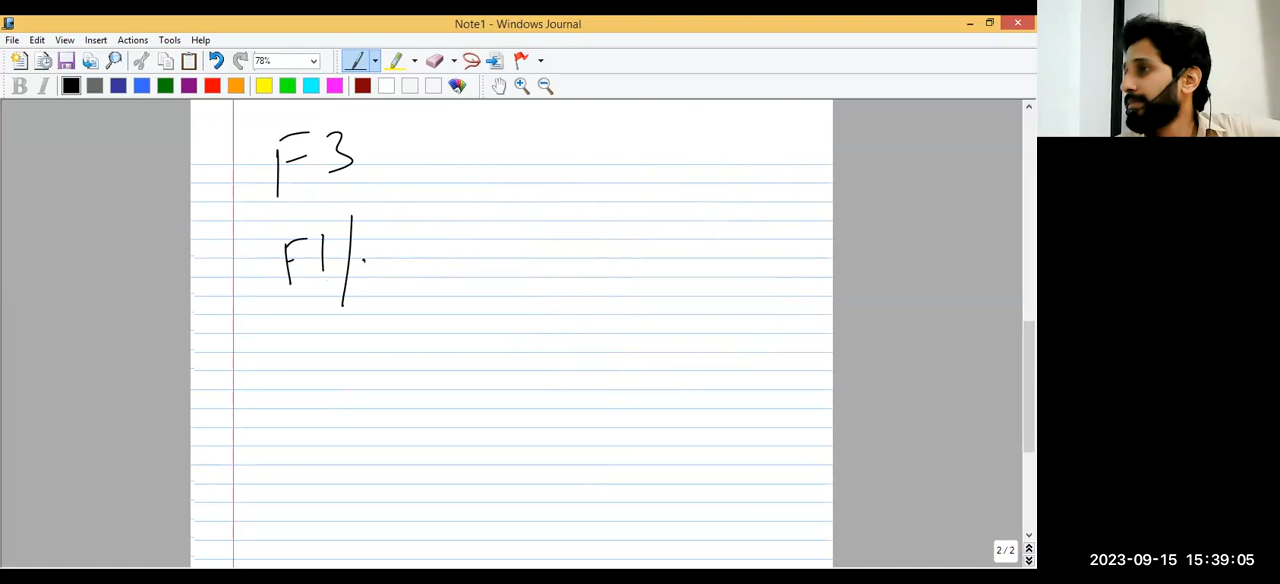 Note1 - Windows Journal
File Edit View Insert Actions Tools Help
78%
B I
F3
F1/.
2/2
2023-09-15 15:39:05